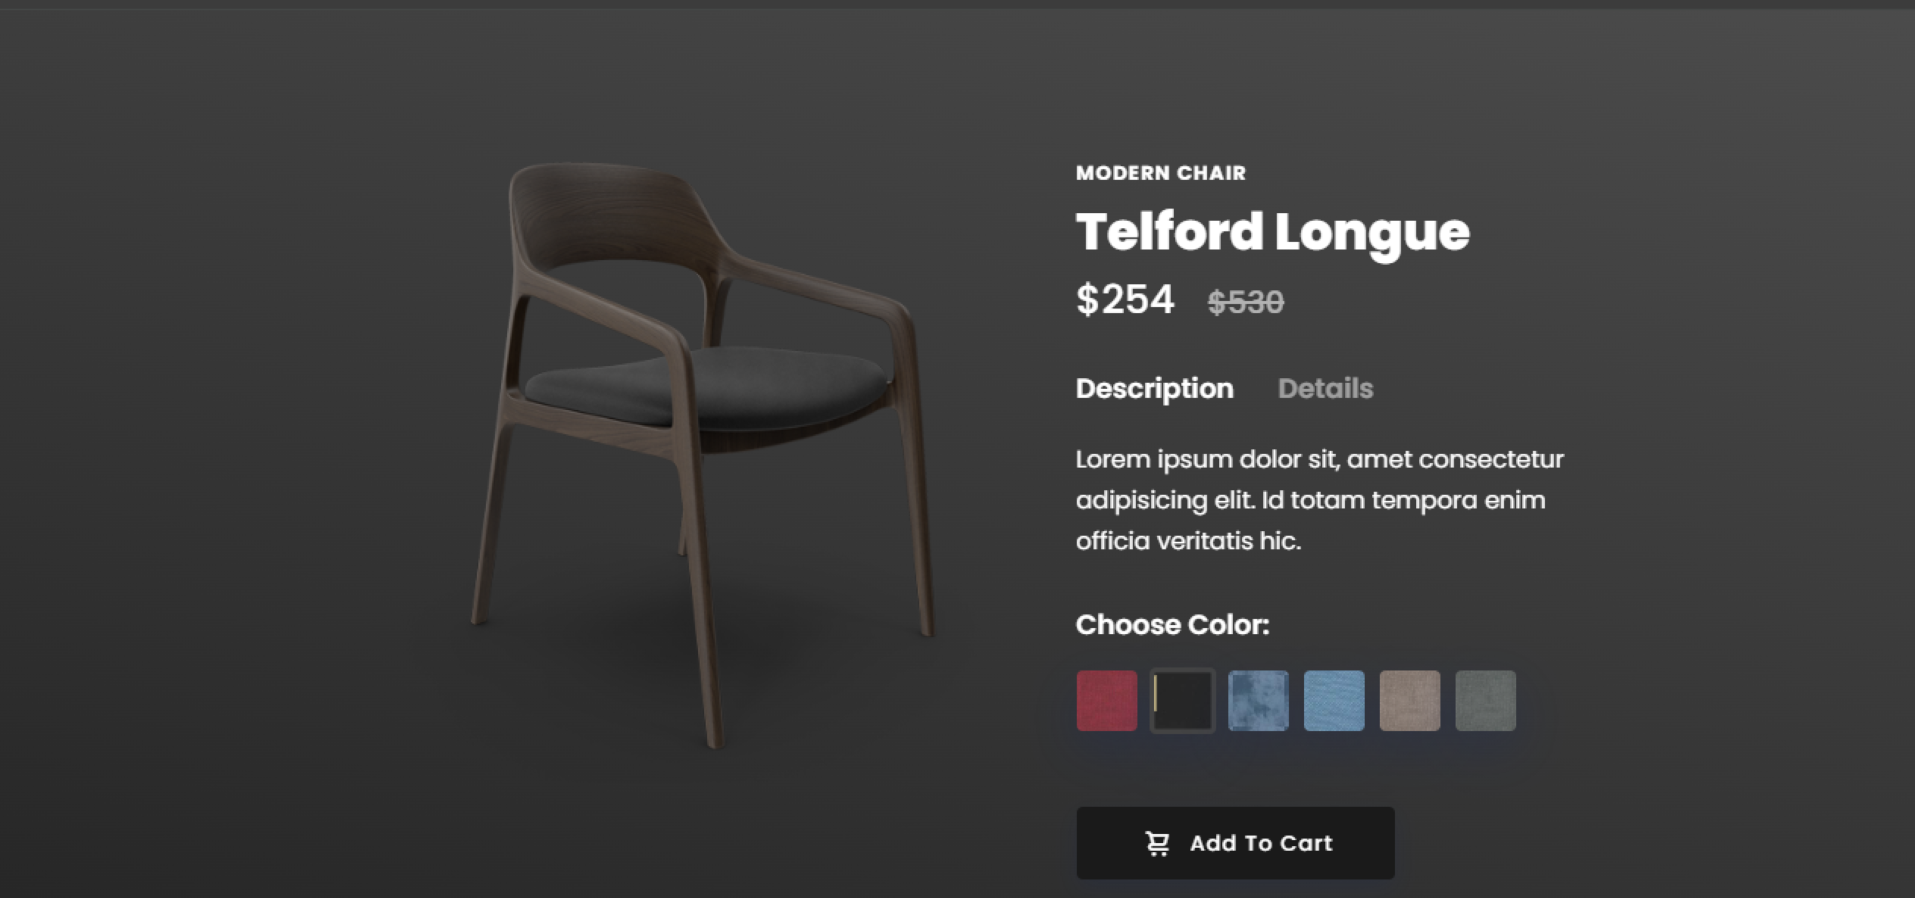 MODERN CHAIR
Telford Longue
$254 $530
Description Details
Lorem ipsum dolor sit, amet consectetur
adipisicing elit. Id totam tempora enim
officia veritatis hic.
Choose Color:
Add To Cart